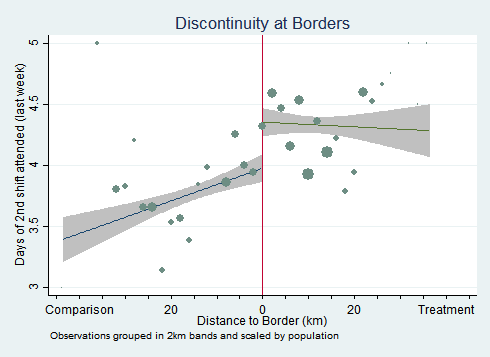 Discontinuity at Borders
Days of 2nd shift attended (last week)
5
4.5
4
3.5
3
Comparison 20 0 20 Treatment
Distance to Border (km)
Observations grouped in 2km bands and scaled by population